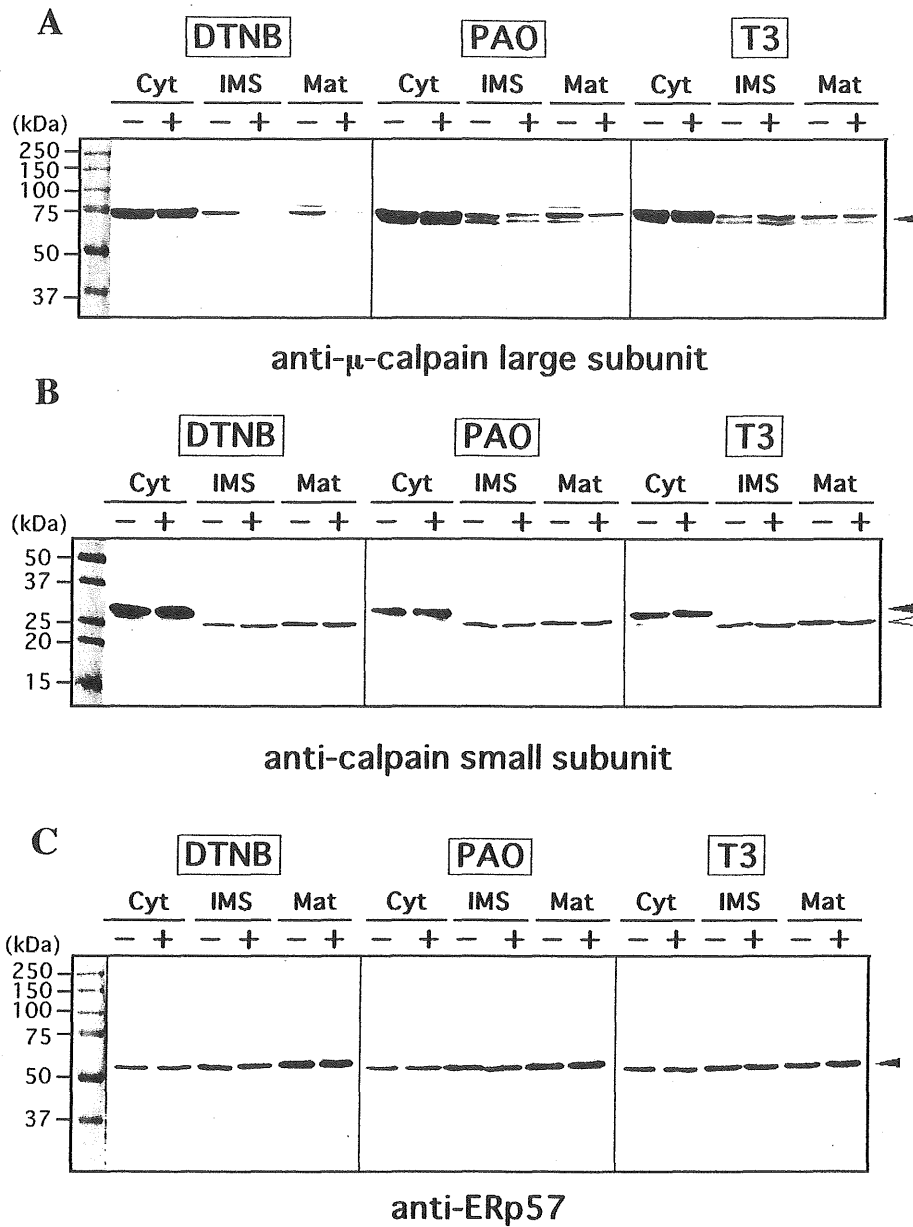 A
DTNB PAO T3
Cyt IMS Mat Cyt IMS Mat Cyt IMS Mat
(kDa) − + − + − + − + − + − + − + − + − +
250
150
100
75
50
37
anti-μ-calpain large subunit
B
DTNB PAO T3
Cyt IMS Mat Cyt IMS Mat Cyt IMS Mat
(kDa) − + − + − + − + − + − + − + − + − +
50
37
25
20
15
anti-calpain small subunit
C
DTNB PAO T3
Cyt IMS Mat Cyt IMS Mat Cyt IMS Mat
(kDa) − + − + − + − + − + − + − + − + − +
250
150
100
75
50
37
anti-ERp57